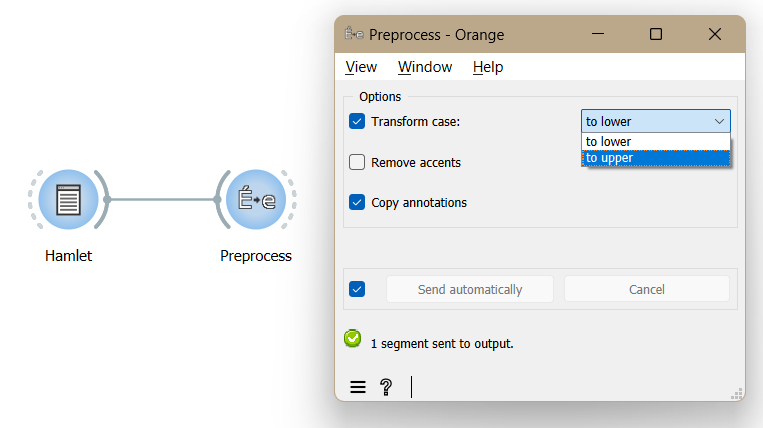 Preprocess - Orange
View Window Help
Options
Transform case: to lower
to lower
to upper
Remove accents
Copy annotations
É e
Hamlet
Preprocess
Send automatically Cancel
1 segment sent to output.
?